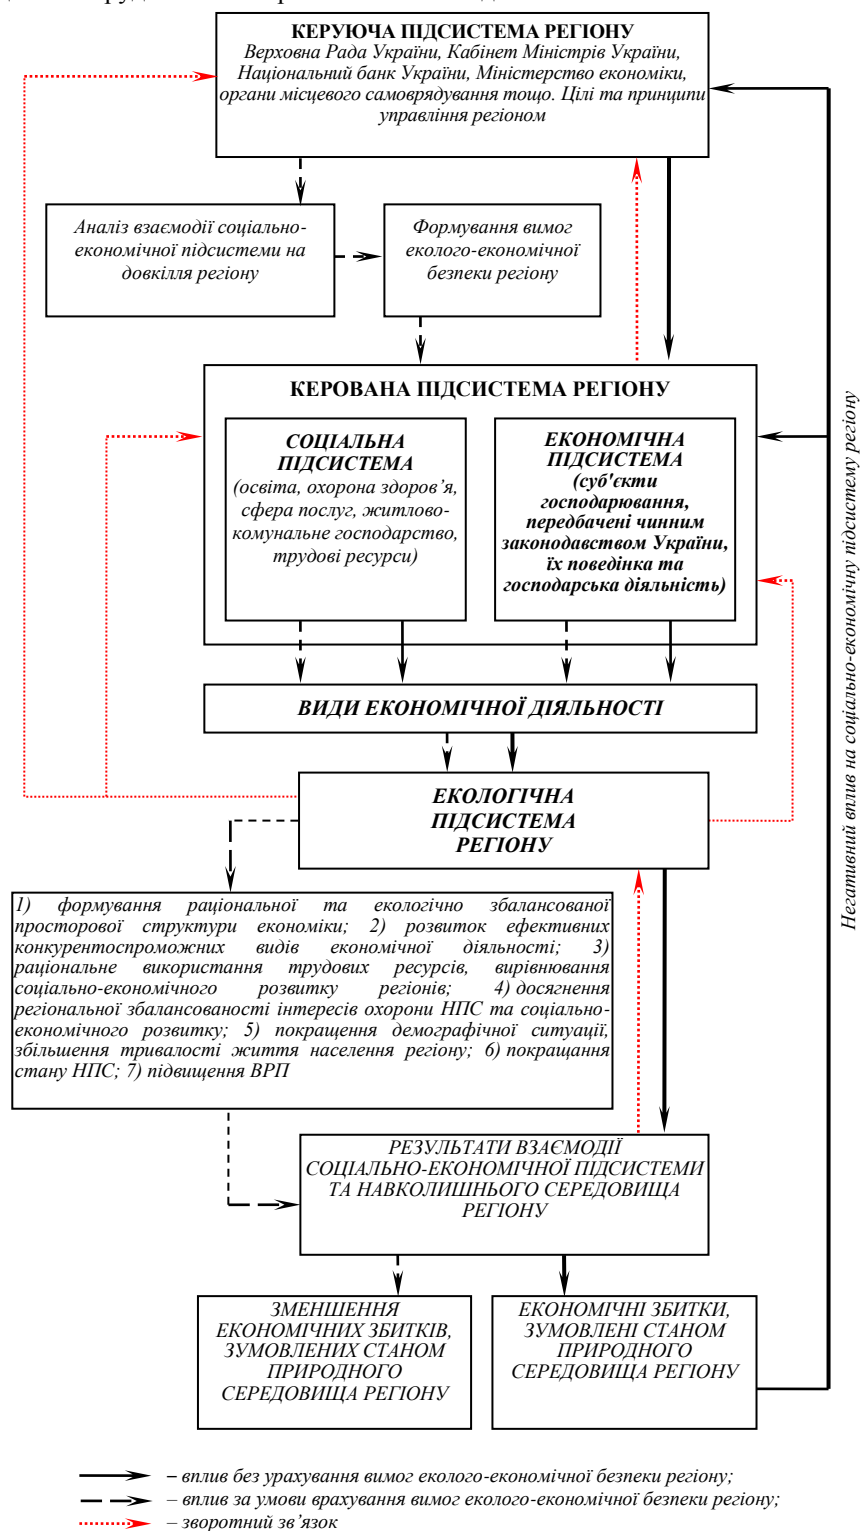 КЕРУЮЧА ПІДСИСТЕМА РЕГІОНУ
Верховна Рада України, Кабінет Міністрів України,
Національний банк України, Міністерство економіки,
органи місцевого самоврядування тощо. Цілі та принципи
управління регіоном
Аналіз взаємодії соціально-
економічної підсистеми на
довкілля регіону
Формування вимог
еколого-економічної
безпеки регіону
КЕРОВАНА ПІДСИСТЕМА РЕГІОНУ
СОЦІАЛЬНА
ПІДСИСТЕМА
(освіта, охорона здоров’я,
сфера послуг, житлово-
комунальне господарство,
трудові ресурси)
ЕКОНОМІЧНА
ПІДСИСТЕМА
(суб'єкти
господарювання,
передбачені чинним
законодавством України,
їх поведінка та
господарська діяльність)
Негативний вплив на соціально-економічну підсистему регіону
ВИДИ ЕКОНОМІЧНОЇ ДІЯЛЬНОСТІ
ЕКОЛОГІЧНА
ПІДСИСТЕМА
РЕГІОНУ
1) формування раціональної та екологічно збалансованої
просторової структури економіки; 2) розвиток ефективних
конкурентоспроможних видів економічної діяльності; 3)
раціональне використання трудових ресурсів, вирівнювання
соціально-економічного розвитку регіонів; 4) досягнення
регіональної збалансованості інтересів охорони НПС та соціально-
економічного розвитку; 5) покращення демографічної ситуації,
збільшення тривалості життя населення регіону; 6) покращання
стану НПС; 7) підвищення ВРП
РЕЗУЛЬТАТИ ВЗАЄМОДІЇ
СОЦІАЛЬНО-ЕКОНОМІЧНОЇ ПІДСИСТЕМИ
ТА НАВКОЛИШНЬОГО СЕРЕДОВИЩА
РЕГІОНУ
ЗМЕНШЕННЯ
ЕКОНОМІЧНИХ ЗБИТКІВ,
ЗУМОВЛЕНИХ СТАНОМ
ПРИРОДНОГО
СЕРЕДОВИЩА РЕГІОНУ
ЕКОНОМІЧНІ ЗБИТКИ,
ЗУМОВЛЕНІ СТАНОМ
ПРИРОДНОГО
СЕРЕДОВИЩА РЕГІОНУ
– вплив без урахування вимог еколого-економічної безпеки регіону;
– вплив за умови врахування вимог еколого-економічної безпеки регіону;
– зворотний зв’язок